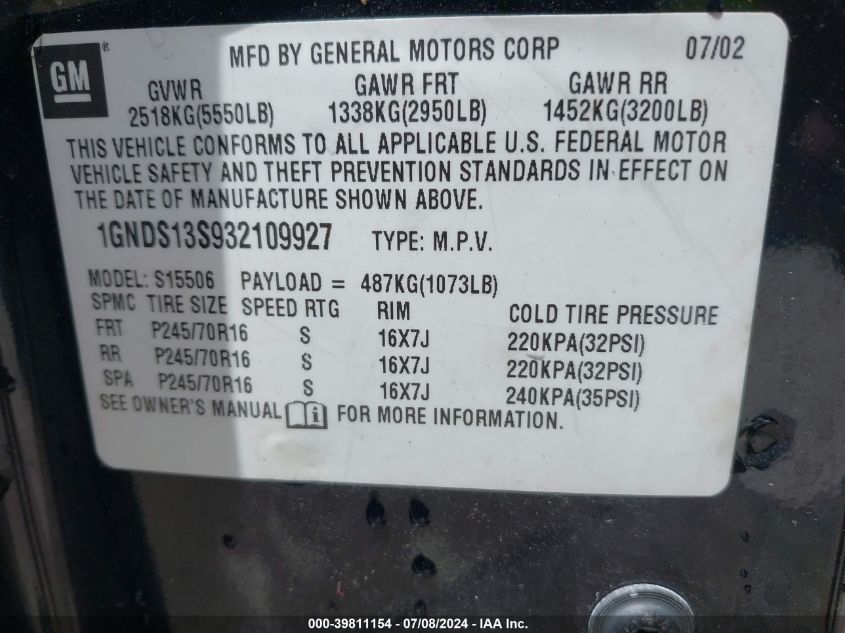 GM ® MFD BY GENERAL MOTORS CORP 07/02
GVWR GAWR FRT GAWR RR
2518KG(5550LB) 1338KG(2950LB) 1452KG(3200LB)
THIS VEHICLE CONFORMS TO ALL APPLICABLE U.S. FEDERAL MOTOR
VEHICLE SAFETY AND THEFT PREVENTION STANDARDS IN EFFECT ON
THE DATE OF MANUFACTURE SHOWN ABOVE.
1GNDS13S932109927 TYPE: M.P.V.
MODEL: S15506 PAYLOAD = 487KG(1073LB)
SPMC TIRE SIZE SPEED RTG RIM COLD TIRE PRESSURE
FRT P245/70R16 S 16X7J 220KPA(32PSI)
RR P245/70R16 S 16X7J 220KPA(32PSI)
SPA P245/70R16 S 16X7J 240KPA(35PSI)
SEE OWNER'S MANUAL i FOR MORE INFORMATION.
000-39811154 - 07/08/2024 - IAA Inc.